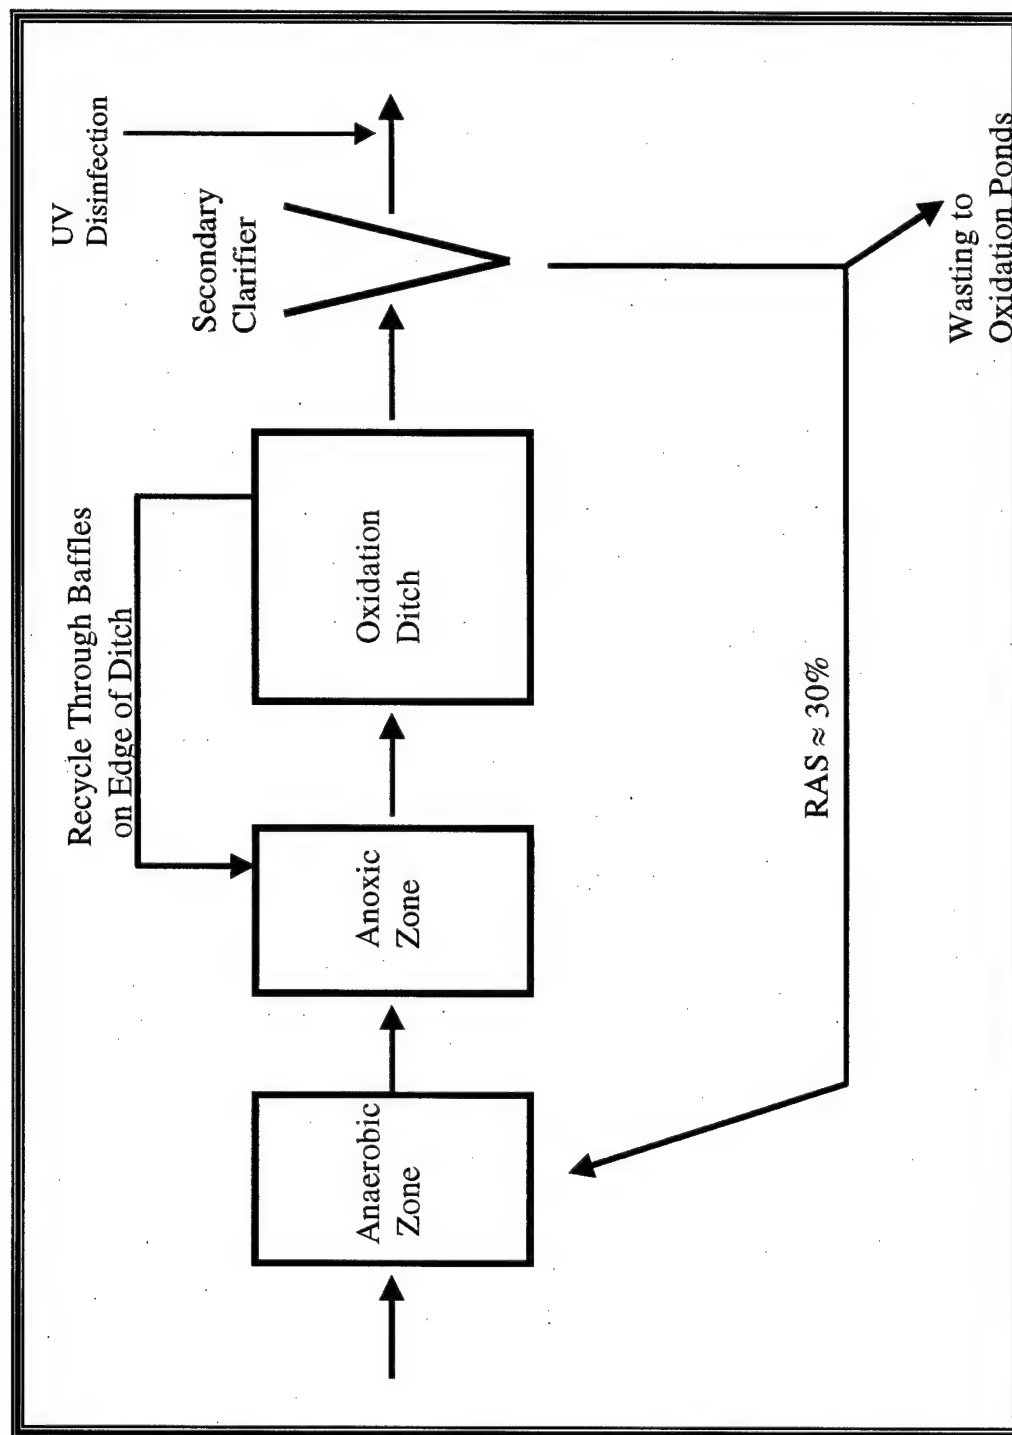 Recycle Through Baffles
on Edge of Ditch
UV
Disinfection
Secondary
Clarifier
Anaerobic
Zone
Anoxic
Zone
Oxidation
Ditch
RAS ≈ 30%
Wasting to
Oxidation Ponds